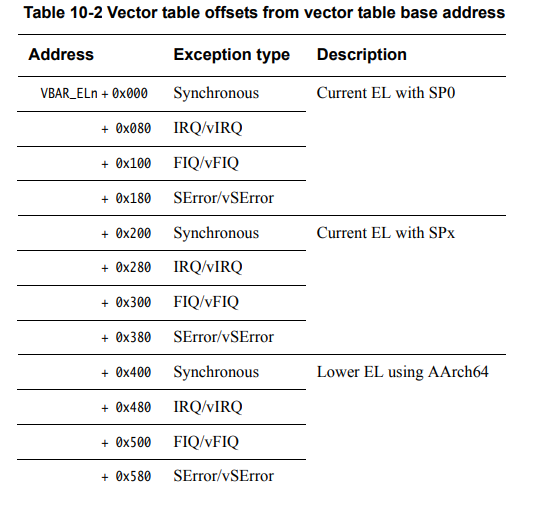 Table 10-2 Vector table offsets from vector table base address
Address Exception type Description
VBAR_ELn + 0x000 Synchronous Current EL with SP0
+ 0x080 IRQ/vIRQ
+ 0x100 FIQ/vFIQ
+ 0x180 SError/vSError
+ 0x200 Synchronous Current EL with SPx
+ 0x280 IRQ/vIRQ
+ 0x300 FIQ/vFIQ
+ 0x380 SError/vSError
+ 0x400 Synchronous Lower EL using AArch64
+ 0x480 IRQ/vIRQ
+ 0x500 FIQ/vFIQ
+ 0x580 SError/vSError